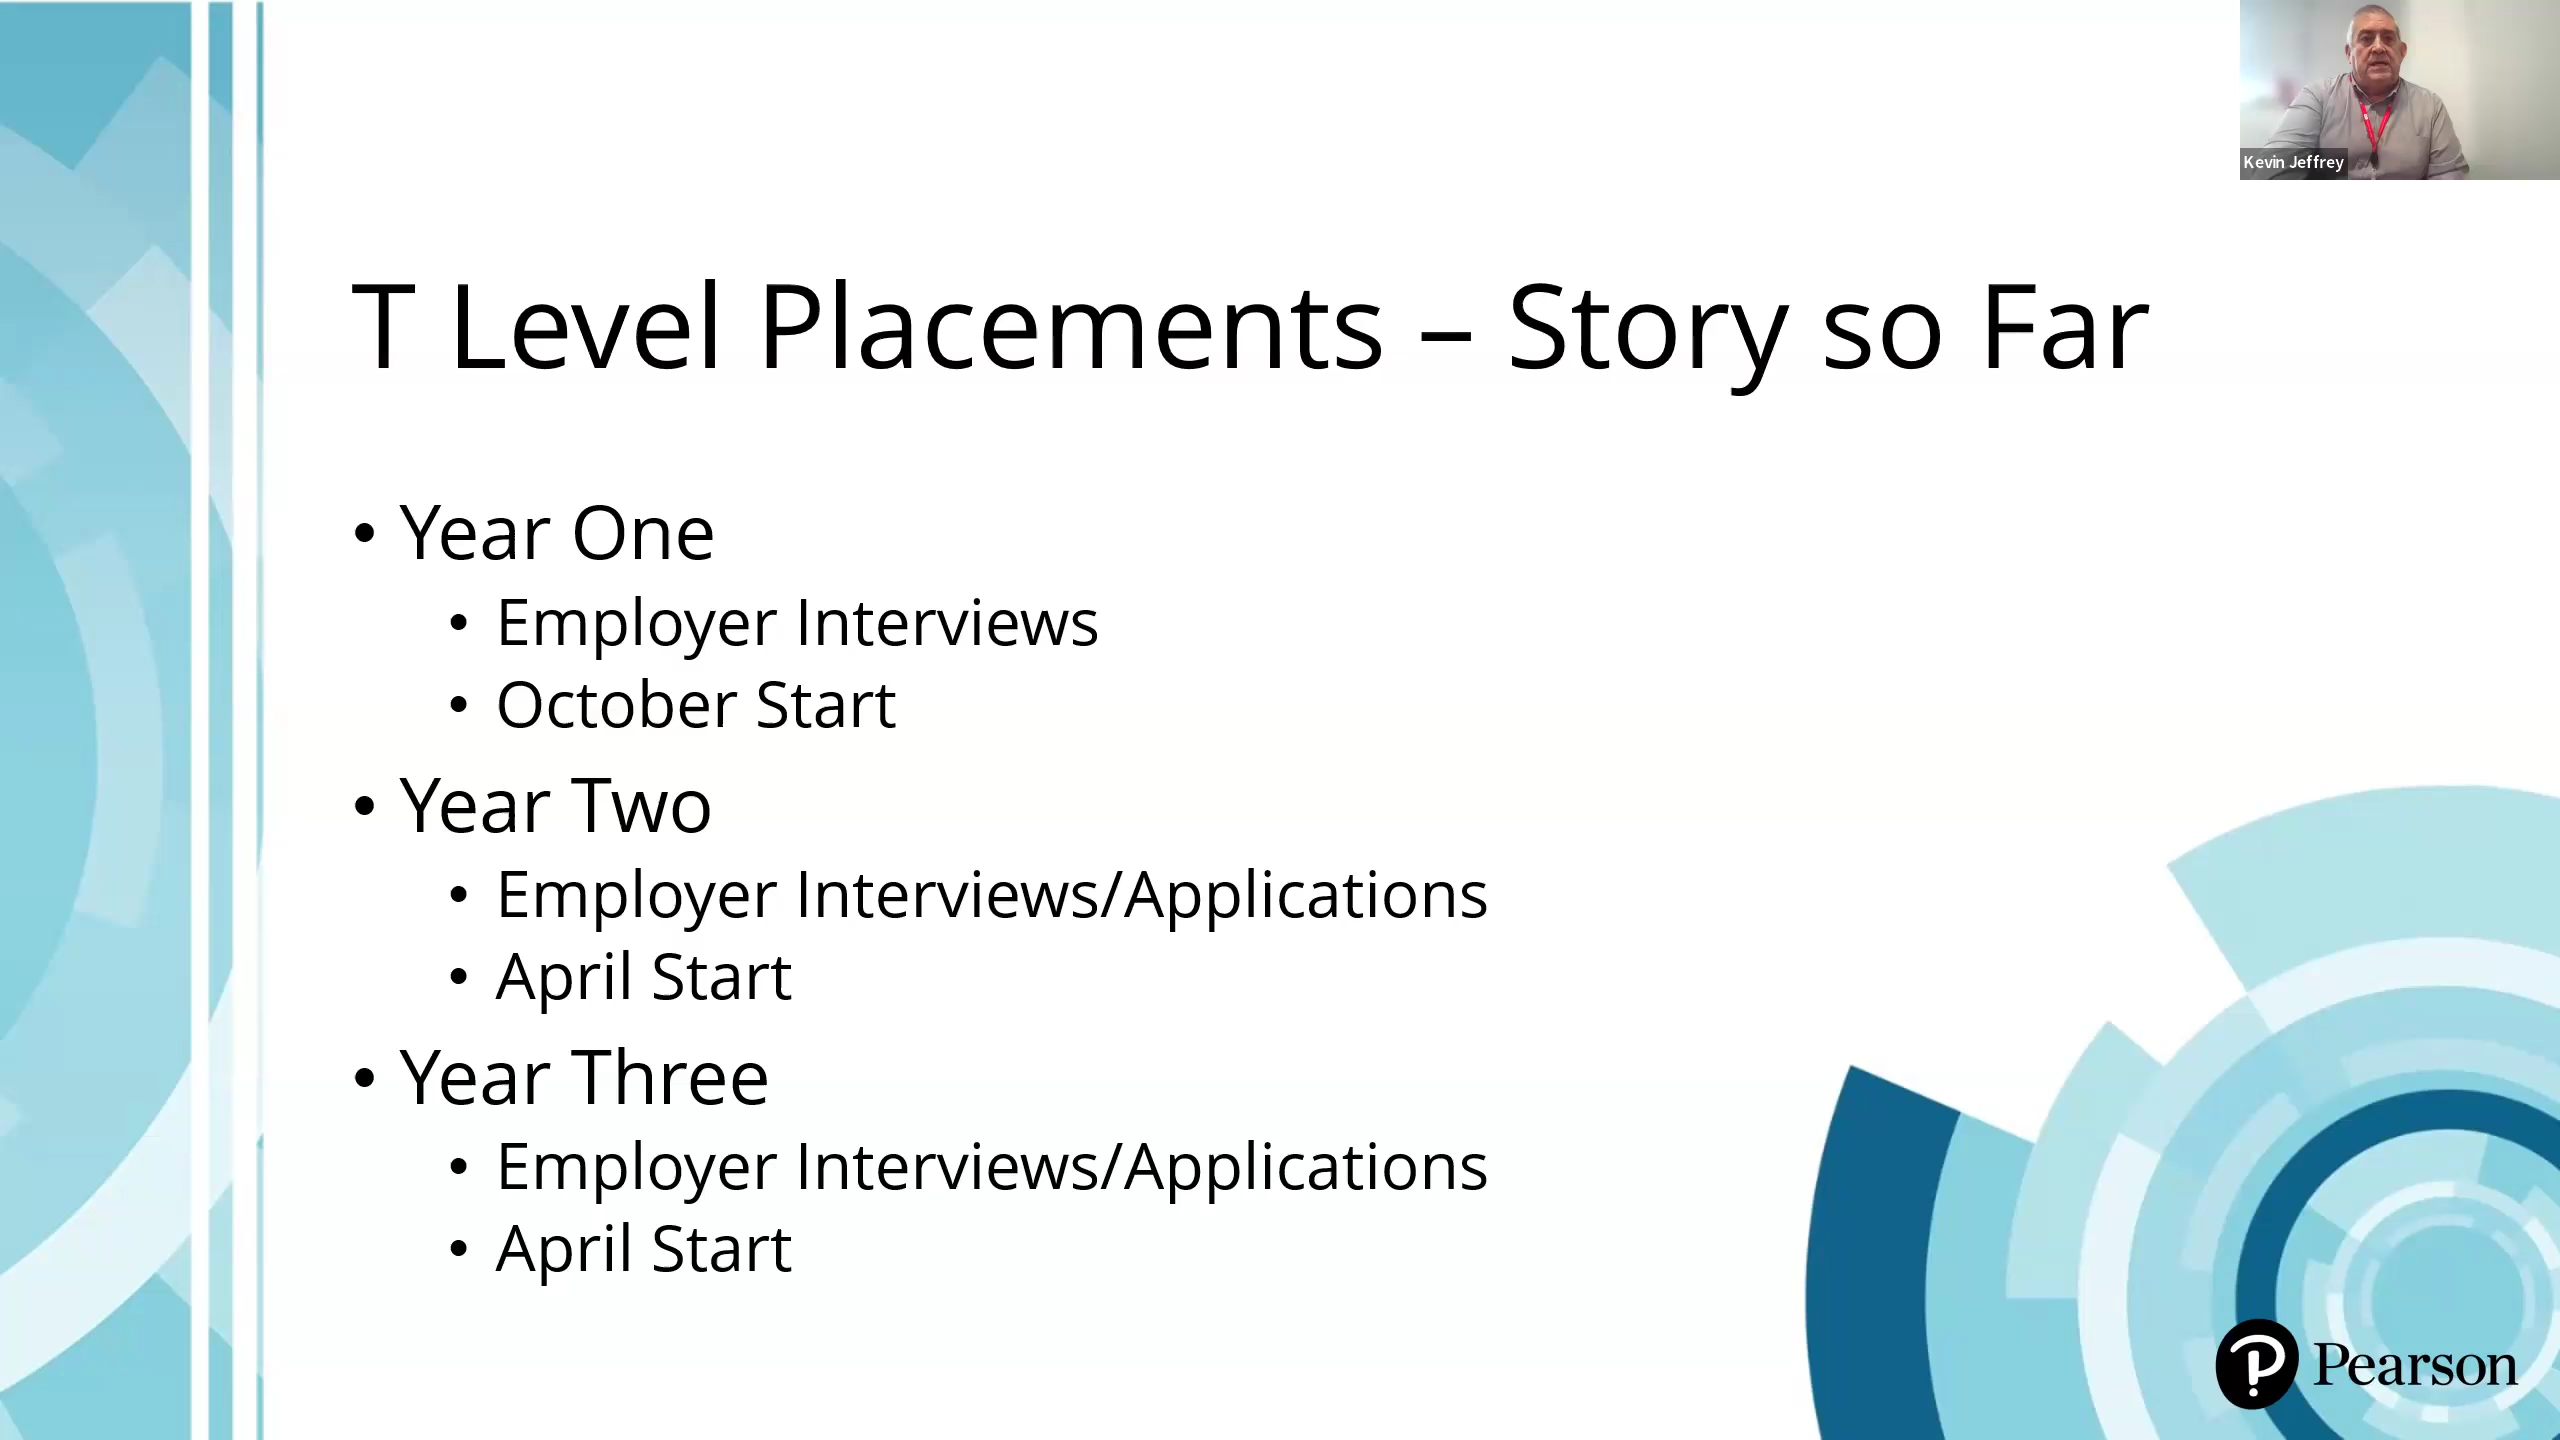 Kevin Jeffrey
T Level Placements – Story so Far
• Year One
• Employer Interviews
• October Start
• Year Two
• Employer Interviews/Applications
• April Start
• Year Three
• Employer Interviews/Applications
• April Start
Pearson